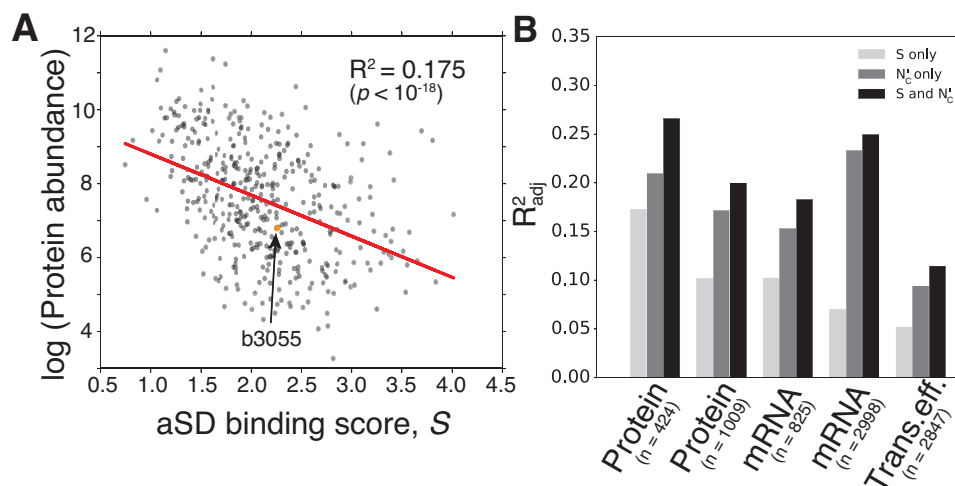 A
log (Protein abundance)
12
10
8
6
4
R² = 0.175
(p < 10⁻¹⁸)
b3055
0.5 1.0 1.5 2.0 2.5 3.0 3.5 4.0 4.5
aSD binding score, S
B
R²adj
0.35
0.30
0.25
0.20
0.15
0.10
0.05
0.00
S only
N'c only
S and N'c
Protein
(n = 424)
Protein
(n = 1009)
mRNA
(n = 825)
mRNA
(n = 2998)
Trans.eff.
(n = 2847)